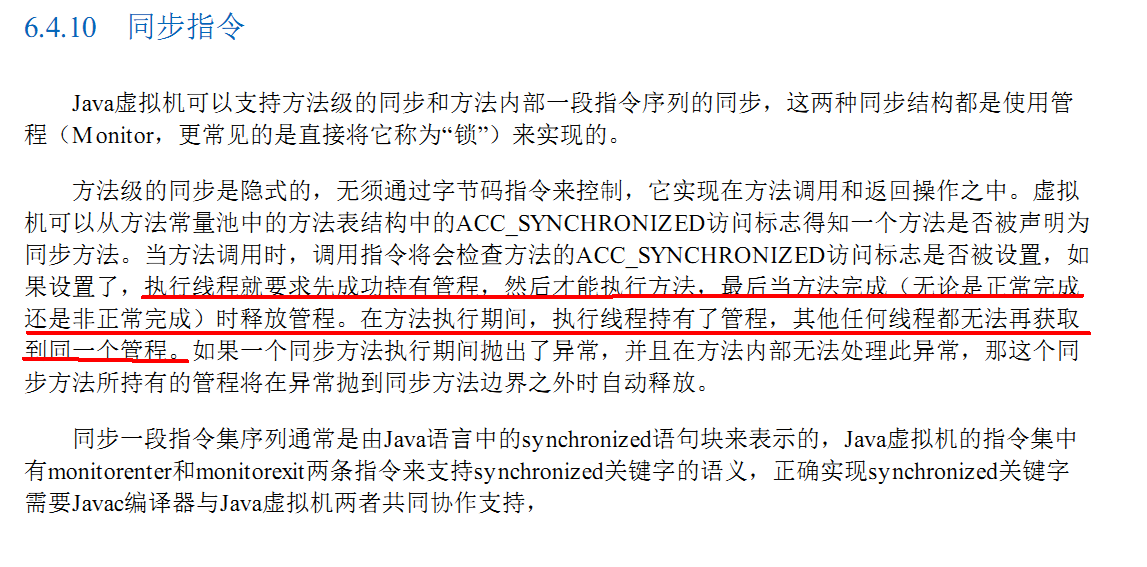 6.4.10 同步指令
Java虚拟机可以支持方法级的同步和方法内部一段指令序列的同步，这两种同步结构都是使用管
程（Monitor，更常见的是直接将它称为“锁”）来实现的。
方法级的同步是隐式的，无须通过字节码指令来控制，它实现在方法调用和返回操作之中。虚拟
机可以从方法常量池中的方法表结构中的ACC_SYNCHRONIZED访问标志得知一个方法是否被声明为
同步方法。当方法调用时，调用指令将会检查方法的ACC_SYNCHRONIZED访问标志是否被设置，如
果设置了，执行线程就要求先成功持有管程，然后才能执行方法，最后当方法完成（无论是正常完成
还是非正常完成）时释放管程。在方法执行期间，执行线程持有了管程，其他任何线程都无法再获取
到同一个管程。如果一个同步方法执行期间抛出了异常，并且在方法内部无法处理此异常，那这个同
步方法所持有的管程将在异常抛到同步方法边界之外时自动释放。
同步一段指令集序列通常是由Java语言中的synchronized语句块来表示的，Java虚拟机的指令集中
有monitorenter和monitorexit两条指令来支持synchronized关键字的语义，正确实现synchronized关键字
需要Javac编译器与Java虚拟机两者共同协作支持，